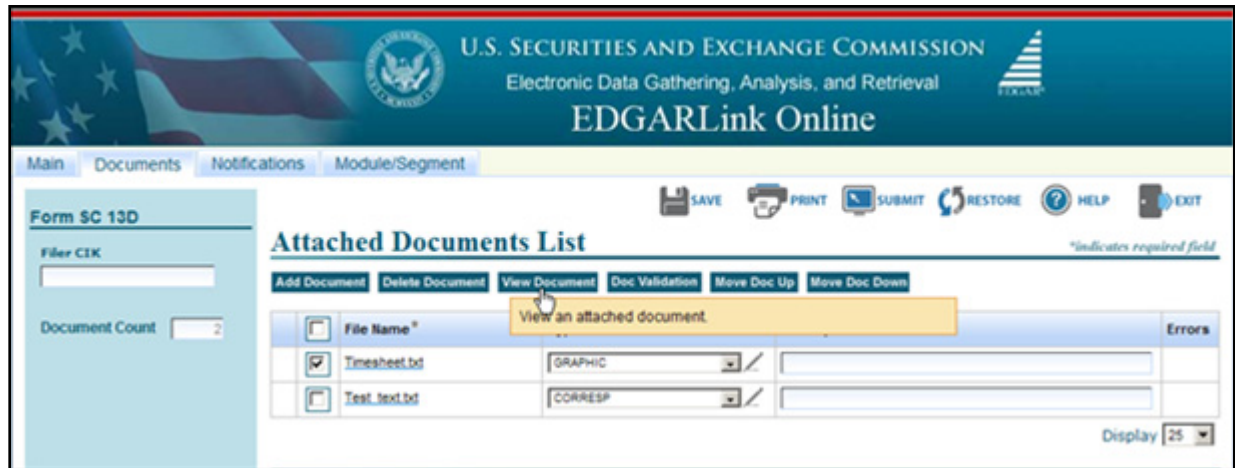 U.S. SECURITIES AND EXCHANGE COMMISSION
Electronic Data Gathering, Analysis, and Retrieval
EDGAR®
EDGARLink Online
Main Documents Notifications Module/Segment
SAVE PRINT SUBMIT RESTORE HELP EXIT
Form SC 13D
Attached Documents List
*indicates required field
Filer CIK
Add Document Delete Document View Document Doc Validation Move Doc Up Move Doc Down
View an attached document.
Document Count 2
File Name* Errors
Timesheet.txt GRAPHIC
Test_text.txt CORRESP
Display 25